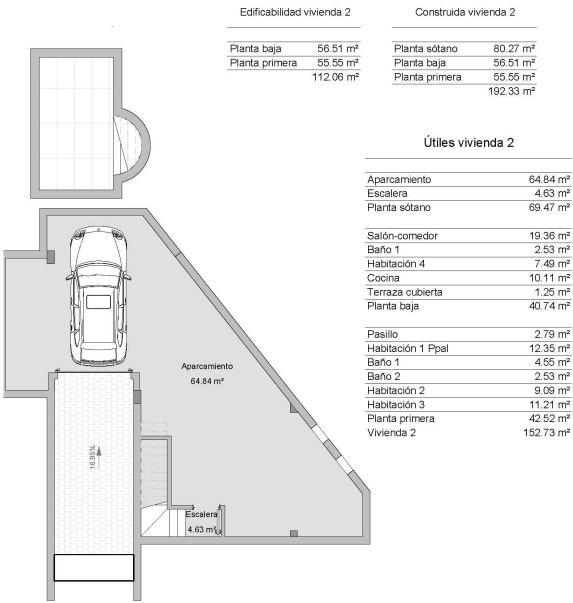 Edificabilidad vivienda 2
Planta baja 56.51 m²
Planta primera 55.55 m²
112.06 m²
Construida vivienda 2
Planta sótano 80.27 m²
Planta baja 56.51 m²
Planta primera 55.55 m²
192.33 m²
Útiles vivienda 2
Aparcamiento 64.84 m²
Escalera 4.63 m²
Planta sótano 69.47 m²
Salón-comedor 19.36 m²
Baño 1 2.53 m²
Habitación 4 7.49 m²
Cocina 10.11 m²
Terraza cubierta 1.25 m²
Planta baja 40.74 m²
Pasillo 2.79 m²
Habitación 1 Ppal 12.35 m²
Baño 1 4.55 m²
Baño 2 2.53 m²
Habitación 2 9.09 m²
Habitación 3 11.21 m²
Planta primera 42.52 m²
Vivienda 2 152.73 m²
Aparcamiento
64.84 m²
16.95%
Escalera
4.63 m²